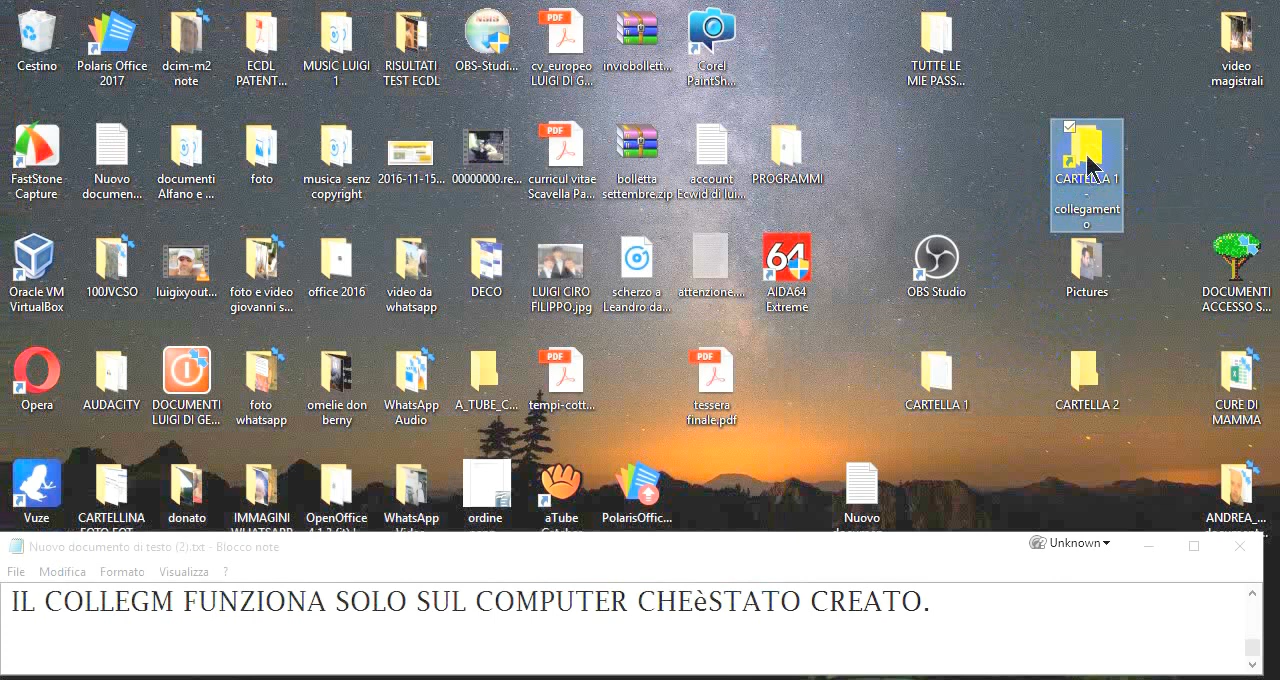 Cestino
Polaris Office
2017
dcim-m2
note
ECDL
PATENT...
MUSIC LUIGI
1
RISULTATI
TEST ECDL
OBS-Studi...
cv_europeo
LUIGI DI G...
inviobollett...
Corel
PaintSh...
TUTTE LE
MIE PASS...
video
magistrali
FastStone
Capture
Nuovo
documen...
documenti
Alfano e ...
foto
musica senz
copyright
2016-11-15...
00000000.re...
curricul vitae
Scavella Pa...
bolletta
settembre.zip
account
Ecwid di lui...
PROGRAMMI
CARTELLA 1
-
collegament
o
Oracle VM
VirtualBox
100JVCSO
luigixyout...
foto e video
giovanni s...
office 2016
video da
whatsapp
DECO
LUIGI CIRO
FILIPPO.jpg
scherzo a
Leandro da...
attenzione....
64
AIDA64
Extreme
OBS Studio
Pictures
DOCUMENTI
ACCESSO S...
Opera
AUDACITY
DOCUMENTI
LUIGI DI GE...
foto
whatsapp
omelie don
berny
WhatsApp
Audio
A_TUBE_C...
tempi-cott...
tessera
finale.pdf
CARTELLA 1
CARTELLA 2
CURE DI
MAMMA
Vuze
CARTELLINA
donato
IMMAGINI
WHATSAPP
OpenOffice
WhatsApp
ordine
aTube
PolarisOffic...
Nuovo
ANDREA_...
Nuovo documento di testo (2).txt - Blocco note
Unknown
File Modifica Formato Visualizza ?
IL COLLEGM FUNZIONA SOLO SUL COMPUTER CHEèSTATO CREATO.